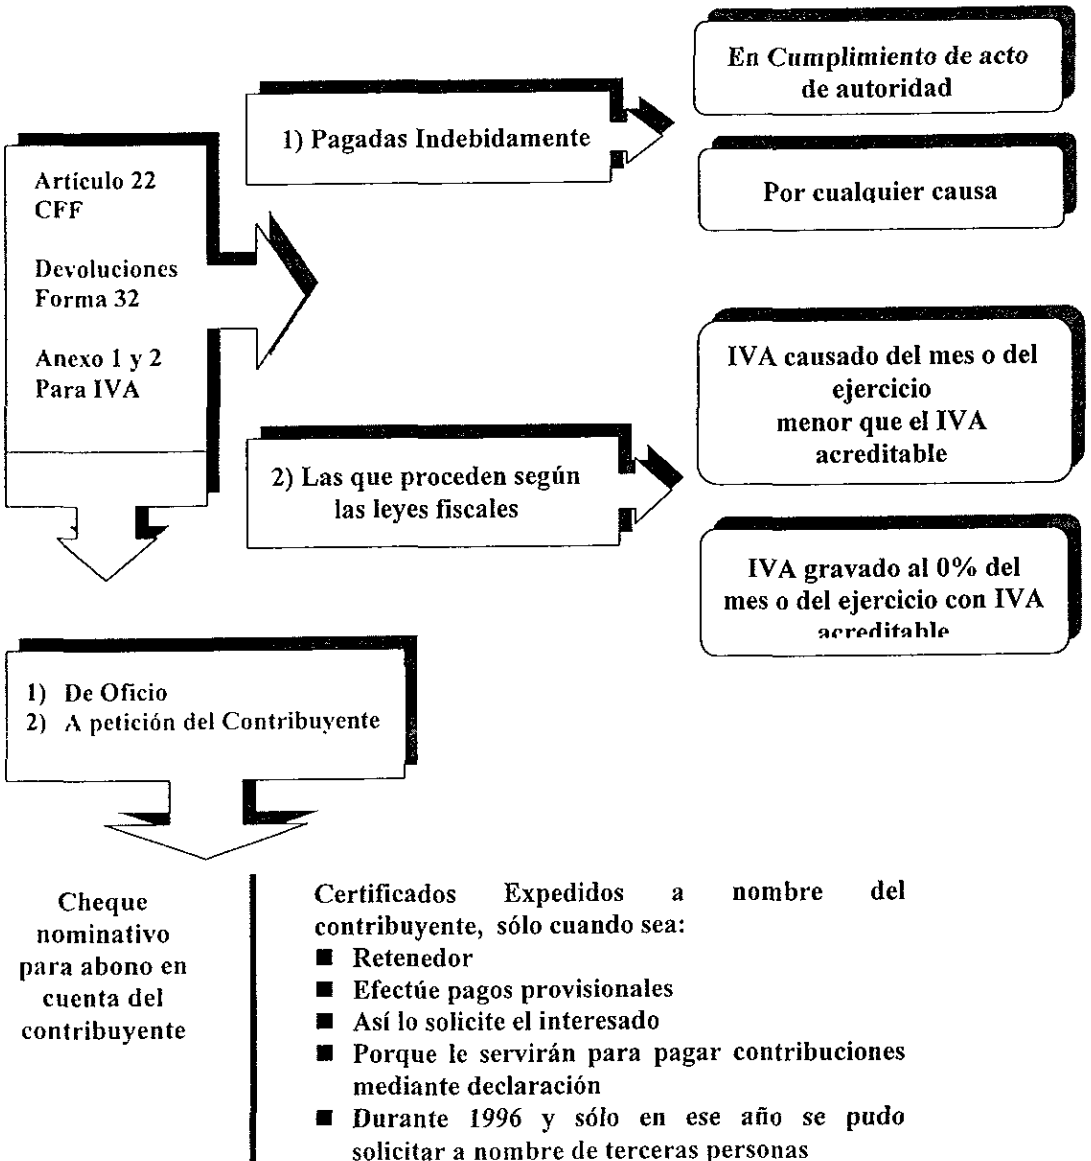 Artículo 22
CFF
Devoluciones
Forma 32
Anexo 1 y 2
Para IVA
1) Pagadas Indebidamente
En Cumplimiento de acto
de autoridad
Por cualquier causa
2) Las que proceden según
las leyes fiscales
IVA causado del mes o del
ejercicio
menor que el IVA
acreditable
IVA gravado al 0% del
mes o del ejercicio con IVA
acreditable
1) De Oficio
2) A petición del Contribuyente
Cheque
nominativo
para abono en
cuenta del
contribuyente
Certificados Expedidos a nombre del
contribuyente, sólo cuando sea:
■ Retenedor
■ Efectúe pagos provisionales
■ Así lo solicite el interesado
■ Porque le servirán para pagar contribuciones
mediante declaración
■ Durante 1996 y sólo en ese año se pudo
solicitar a nombre de terceras personas